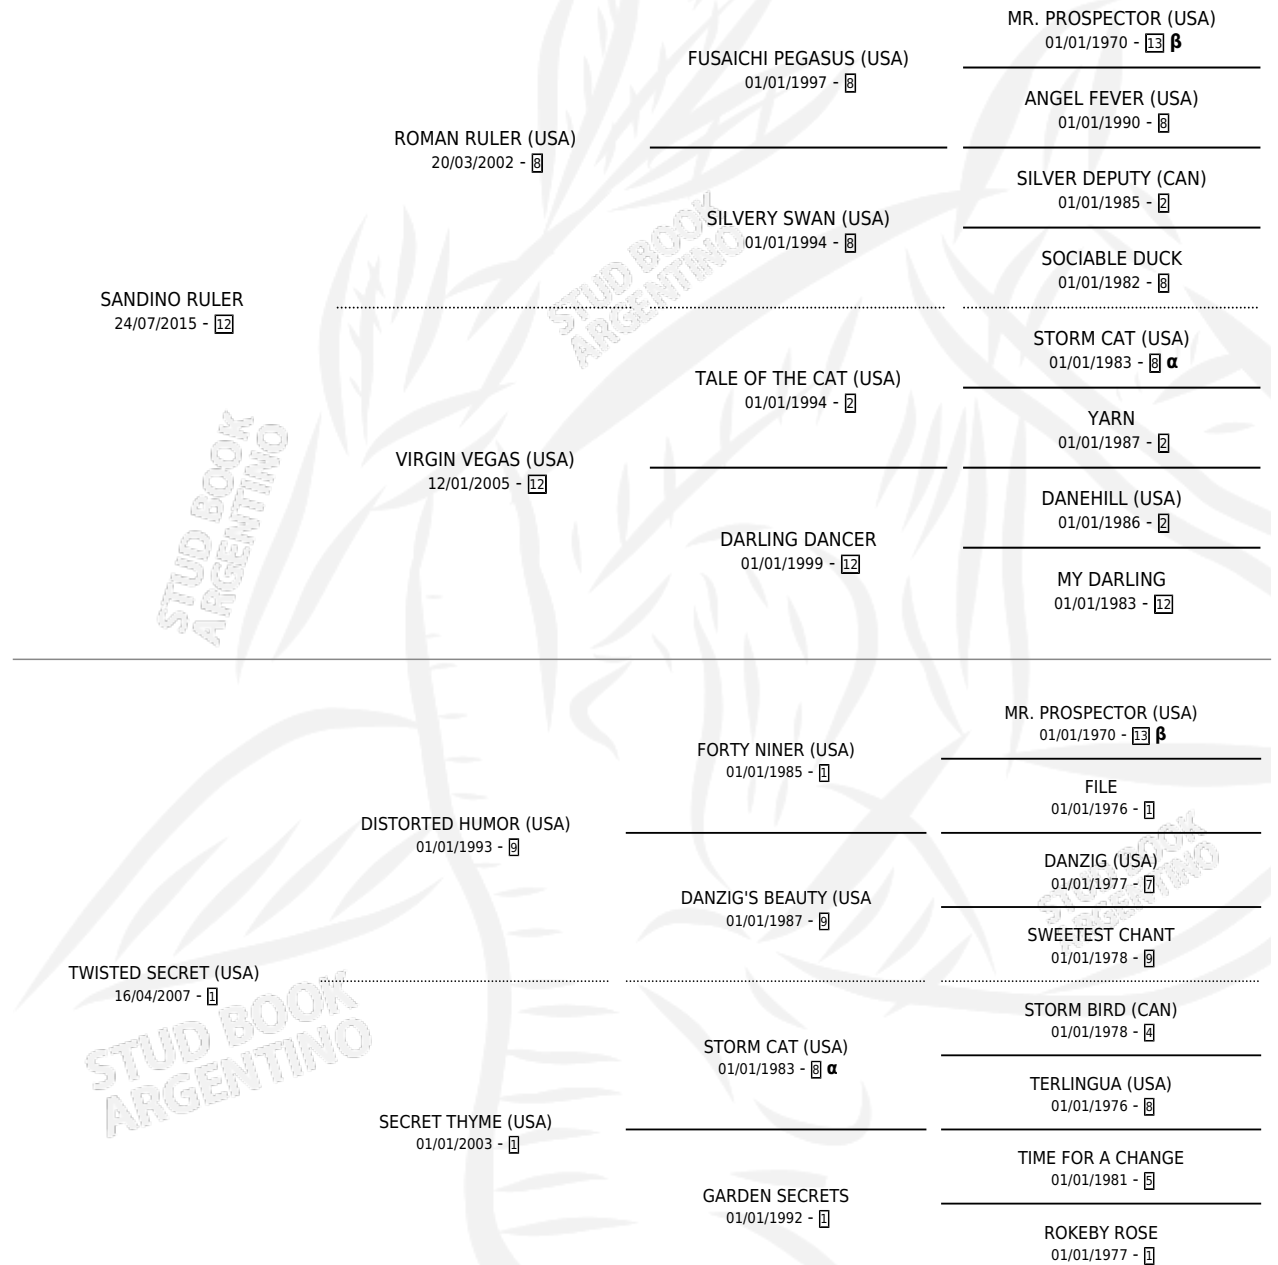 MR. PROSPECTOR (USA)
01/01/1970 - 13 β
FUSAICHI PEGASUS (USA)
01/01/1997 - 8
ANGEL FEVER (USA)
01/01/1990 - 8
ROMAN RULER (USA)
20/03/2002 - 8
SILVER DEPUTY (CAN)
01/01/1985 - 2
SILVERY SWAN (USA)
01/01/1994 - 8
SOCIABLE DUCK
01/01/1982 - 8
SANDINO RULER
24/07/2015 - 12
STORM CAT (USA)
01/01/1983 - 8 α
TALE OF THE CAT (USA)
01/01/1994 - 2
YARN
01/01/1987 - 2
VIRGIN VEGAS (USA)
12/01/2005 - 12
DANEHILL (USA)
01/01/1986 - 2
DARLING DANCER
01/01/1999 - 12
MY DARLING
01/01/1983 - 12
MR. PROSPECTOR (USA)
01/01/1970 - 13 β
FORTY NINER (USA)
01/01/1985 - 1
FILE
01/01/1976 - 1
DISTORTED HUMOR (USA)
01/01/1993 - 9
DANZIG (USA)
01/01/1977 - 7
DANZIG'S BEAUTY (USA
01/01/1987 - 9
SWEETEST CHANT
01/01/1978 - 9
TWISTED SECRET (USA)
16/04/2007 - 1
STORM BIRD (CAN)
01/01/1978 - 4
STORM CAT (USA)
01/01/1983 - 8 α
TERLINGUA (USA)
01/01/1976 - 8
SECRET THYME (USA)
01/01/2003 - 1
TIME FOR A CHANGE
01/01/1981 - 5
GARDEN SECRETS
01/01/1992 - 1
ROKEBY ROSE
01/01/1977 - 1
STUD BOOK
ARGENTINO
STUD BOOK
ARGENTINO
STUD BOOK
ARGENTINO
STUD BOOK
ARGENTINO